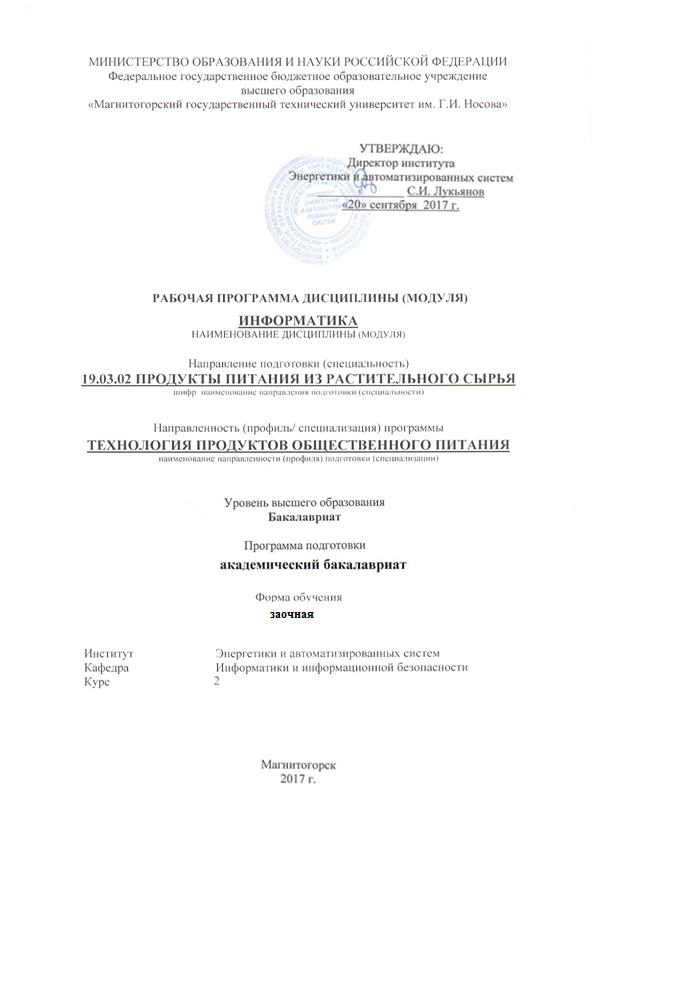 МИНИСТЕРСТВО ОБРАЗОВАНИЯ И НАУКИ РОССИЙСКОЙ ФЕДЕРАЦИИ
Федеральное государственное бюджетное образовательное учреждение
высшего образования
«Магнитогорский государственный технический университет им. Г.И. Носова»
УТВЕРЖДАЮ:
Директор института
Энергетики и автоматизированных систем
С.И. Лукьянов
«20» сентября 2017 г.
РАБОЧАЯ ПРОГРАММА ДИСЦИПЛИНЫ (МОДУЛЯ)
ИНФОРМАТИКА
НАИМЕНОВАНИЕ ДИСЦИПЛИНЫ (МОДУЛЯ)
Направление подготовки (специальность)
19.03.02 ПРОДУКТЫ ПИТАНИЯ ИЗ РАСТИТЕЛЬНОГО СЫРЬЯ
шифр наименование направления подготовки (специальности)
Направленность (профиль/ специализация) программы
ТЕХНОЛОГИЯ ПРОДУКТОВ ОБЩЕСТВЕННОГО ПИТАНИЯ
наименование направленности (профиля) подготовки (специализации)
Уровень высшего образования
Бакалавриат
Программа подготовки
академический бакалавриат
Форма обучения
заочная
Институт Энергетики и автоматизированных систем
Кафедра Информатики и информационной безопасности
Курс 2
Магнитогорск
2017 г.